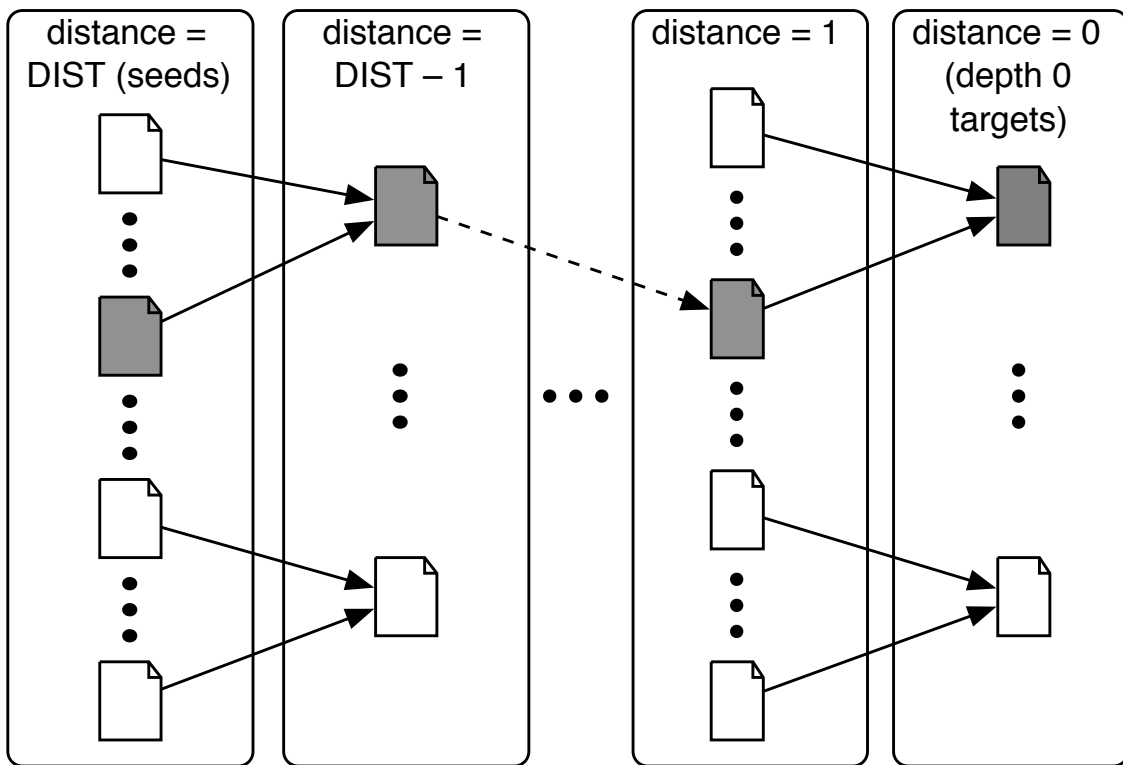 distance =
DIST (seeds)
distance =
DIST – 1
distance = 1
distance = 0
(depth 0
targets)